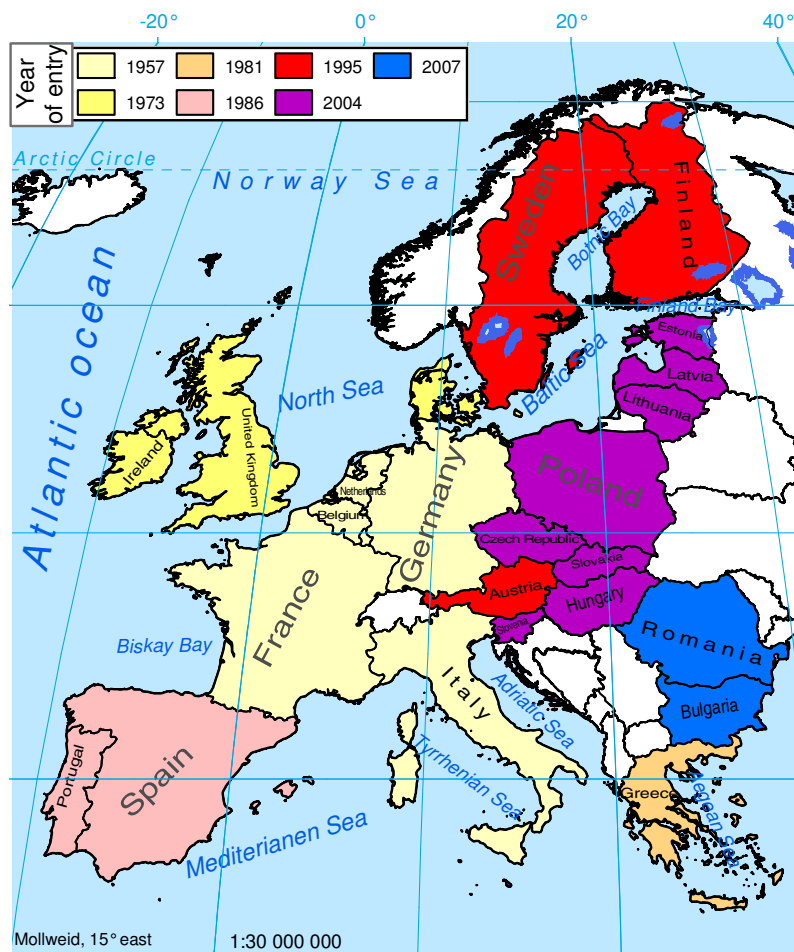 -20°
0°
20°
40°
Year of entry
1957
1981
1995
2007
1973
1986
2004
Arctic Circle
Norway Sea
Atlantic ocean
Sweden
Finland
Botnic Bay
Finland Bay
Estonia
Latvia
Lithuania
Baltic Sea
North Sea
United Kingdom
Ireland
Netherlands
Belgium
Germany
Poland
Czech Republic
Slovakia
Austria
Hungary
Slovenia
France
Biskay Bay
Romania
Bulgaria
Italy
Adriatic Sea
Tyrrhenian Sea
Portugal
Spain
Greece
Aegean Sea
Mediterianen Sea
Mollweid, 15° east
1:30 000 000